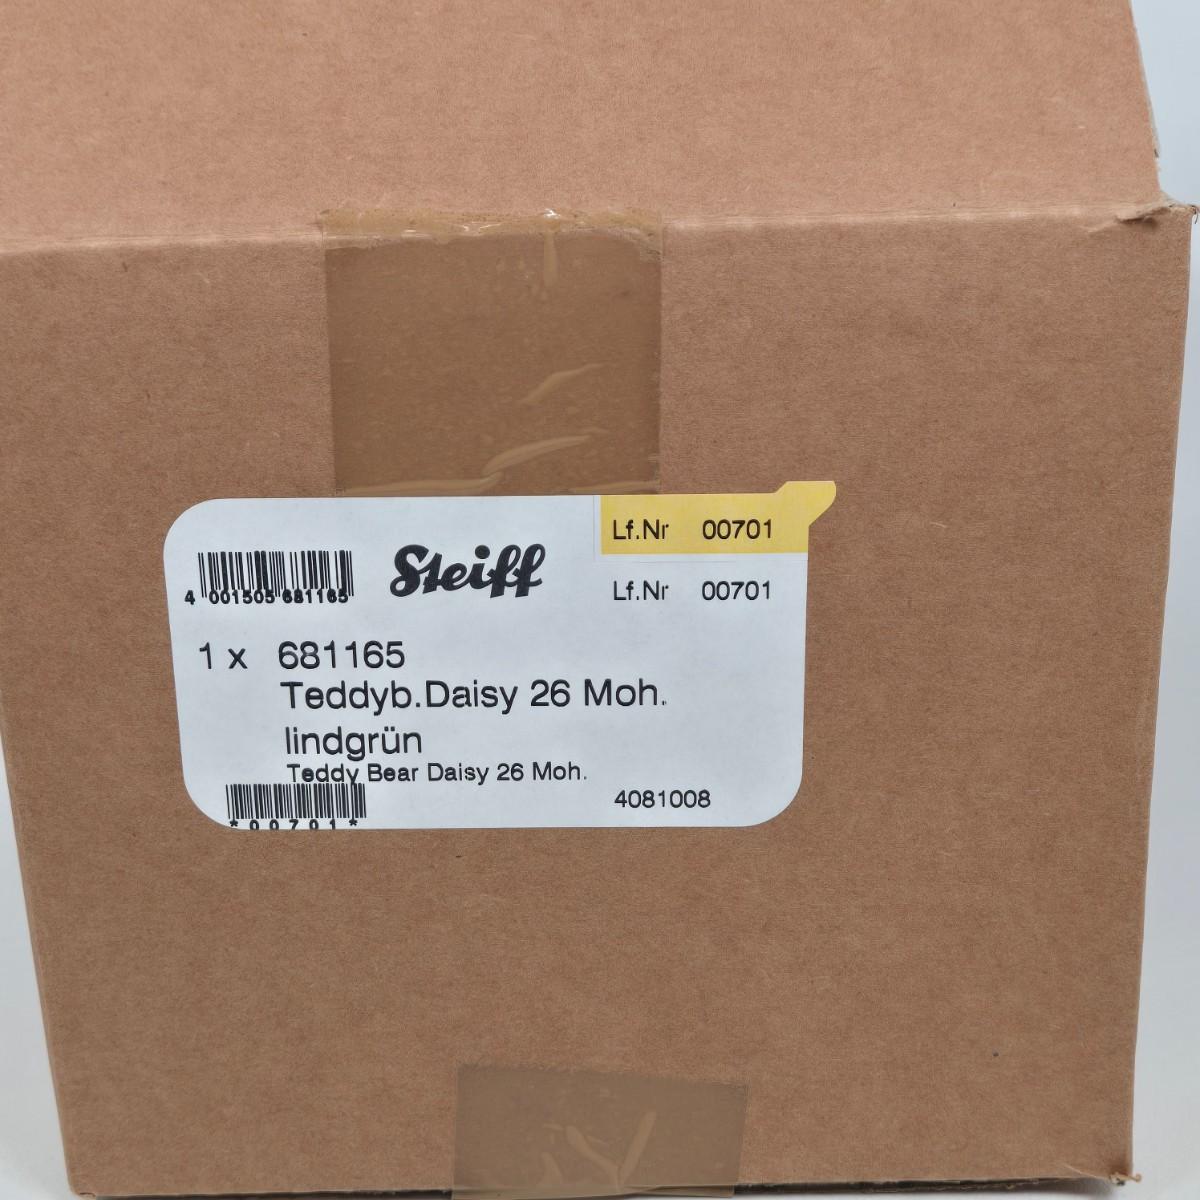 Lf.Nr 00701
Steiff
4 001505 681165
Lf.Nr 00701
1 x 681165
Teddyb.Daisy 26 Moh.
lindgrün
Teddy Bear Daisy 26 Moh.
4081008
*00701*